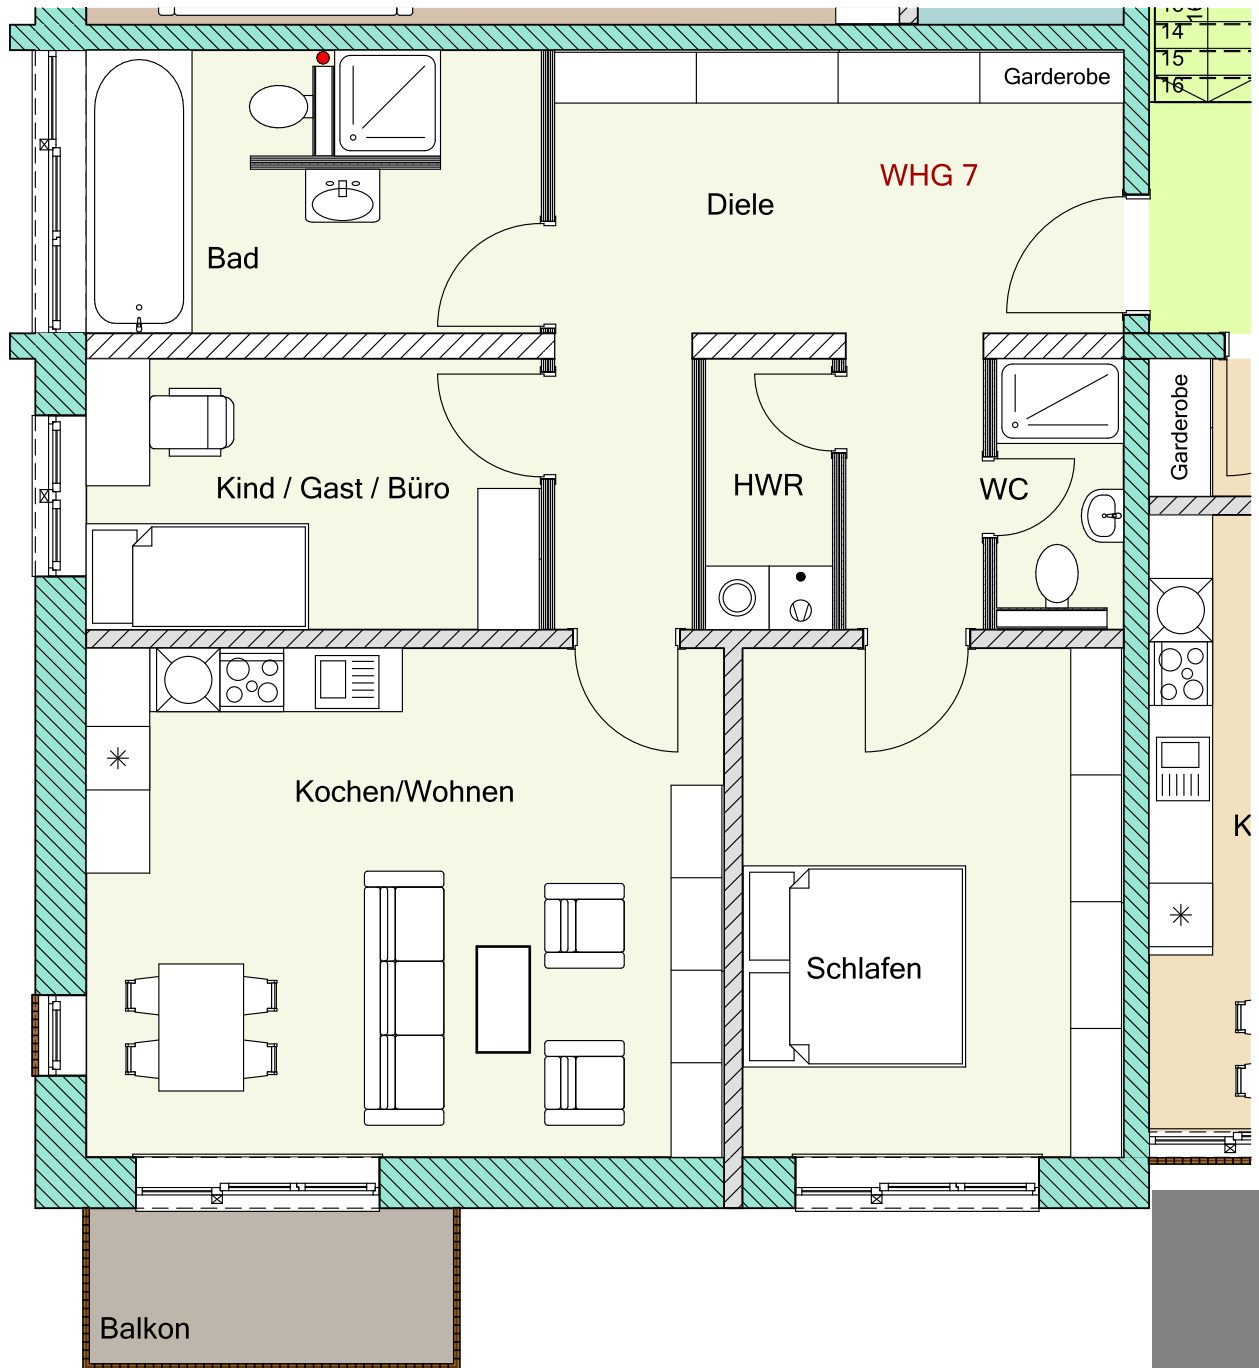 14
15
16
Garderobe
WHG 7
Diele
Bad
Garderobe
Kind / Gast / Büro
HWR
WC
Kochen/Wohnen
K
Schlafen
Balkon